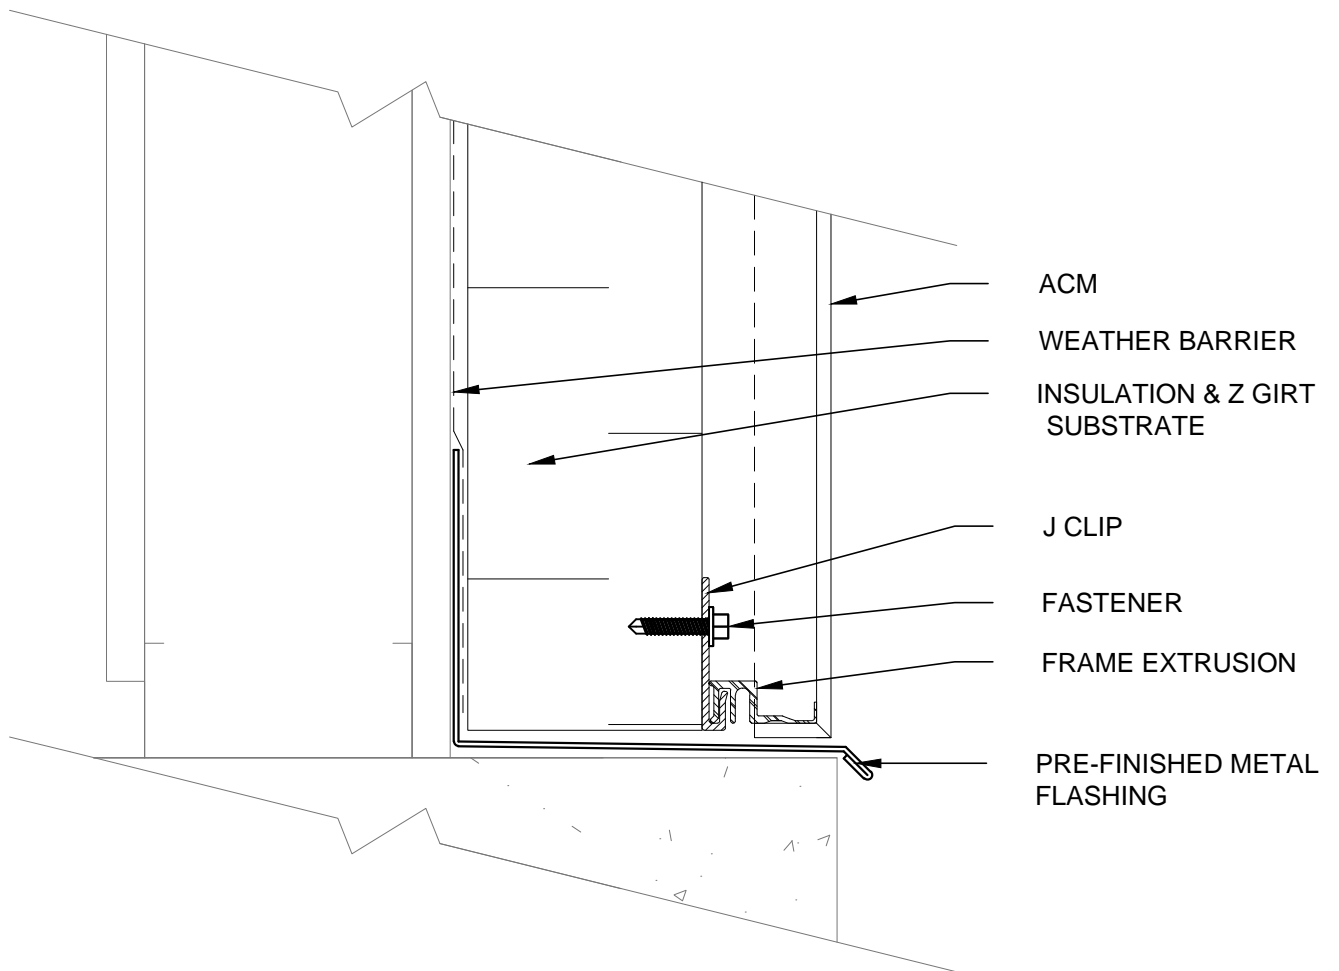 ACM
WEATHER BARRIER
INSULATION & Z GIRT
SUBSTRATE
J CLIP
FASTENER
FRAME EXTRUSION
PRE-FINISHED METAL
FLASHING